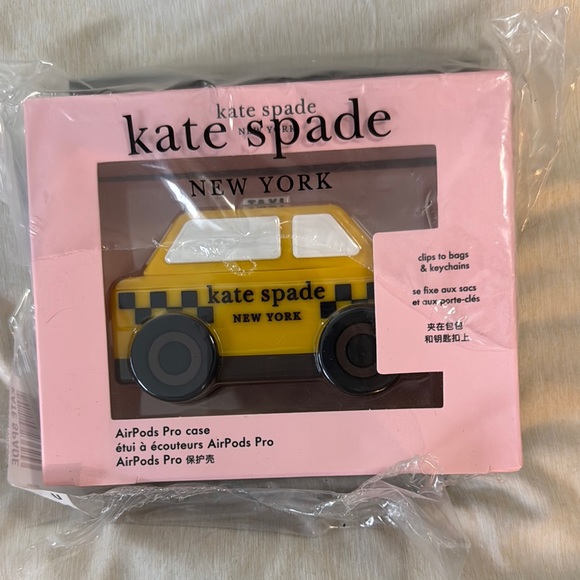 kate spade
NEW YORK
kate spade
NEW YORK
TAXI
kate spade
NEW YORK
clips to bags
& keychains
se fixe aux sacs
et aux porte-clés
夹在包包
和钥匙扣上
AirPods Pro case
étui à écouteurs AirPods Pro
AirPods Pro 保护壳